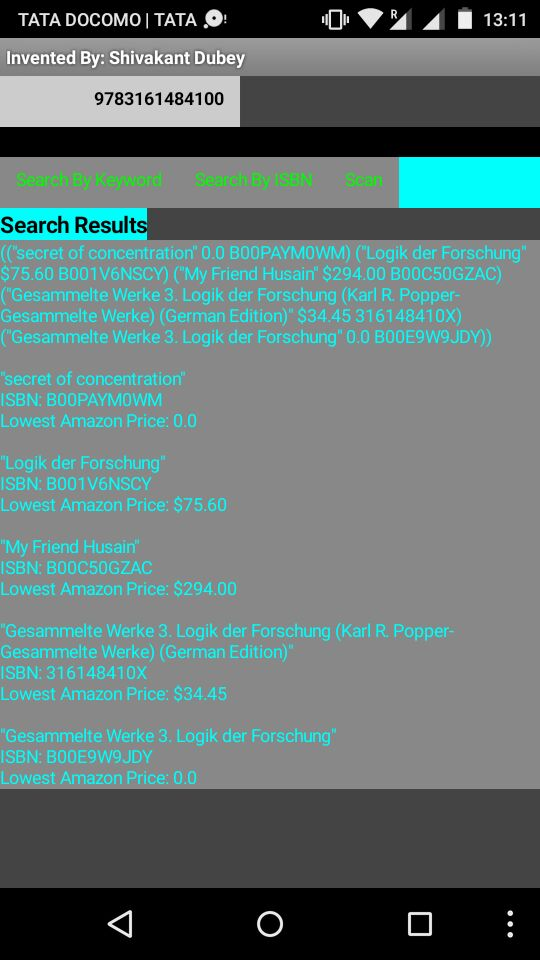 TATA DOCOMO | TATA
R
13:11
Invented By: Shivakant Dubey
9783161484100
Search By Keyword Search By ISBN Scan
Search Results
(("secret of concentration" 0.0 B00PAYM0WM) ("Logik der Forschung"
$75.60 B001V6NSCY) ("My Friend Husain" $294.00 B00C50GZAC)
("Gesammelte Werke 3. Logik der Forschung (Karl R. Popper-
Gesammelte Werke) (German Edition)" $34.45 316148410X)
("Gesammelte Werke 3. Logik der Forschung" 0.0 B00E9W9JDY))
"secret of concentration"
ISBN: B00PAYM0WM
Lowest Amazon Price: 0.0
"Logik der Forschung"
ISBN: B001V6NSCY
Lowest Amazon Price: $75.60
"My Friend Husain"
ISBN: B00C50GZAC
Lowest Amazon Price: $294.00
"Gesammelte Werke 3. Logik der Forschung (Karl R. Popper-
Gesammelte Werke) (German Edition)"
ISBN: 316148410X
Lowest Amazon Price: $34.45
"Gesammelte Werke 3. Logik der Forschung"
ISBN: B00E9W9JDY
Lowest Amazon Price: 0.0